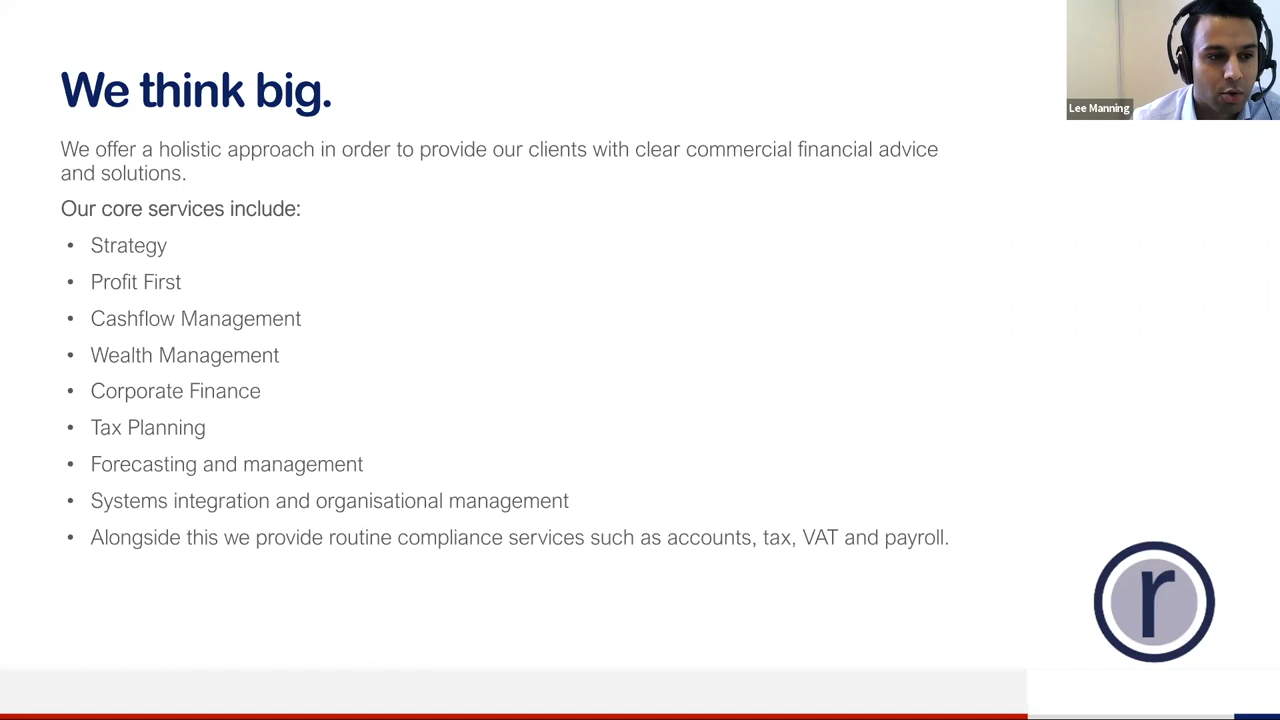 We think big.
Lee Manning
We offer a holistic approach in order to provide our clients with clear commercial financial advice
and solutions.
Our core services include:
• Strategy
• Profit First
• Cashflow Management
• Wealth Management
• Corporate Finance
• Tax Planning
• Forecasting and management
• Systems integration and organisational management
• Alongside this we provide routine compliance services such as accounts, tax, VAT and payroll.
r